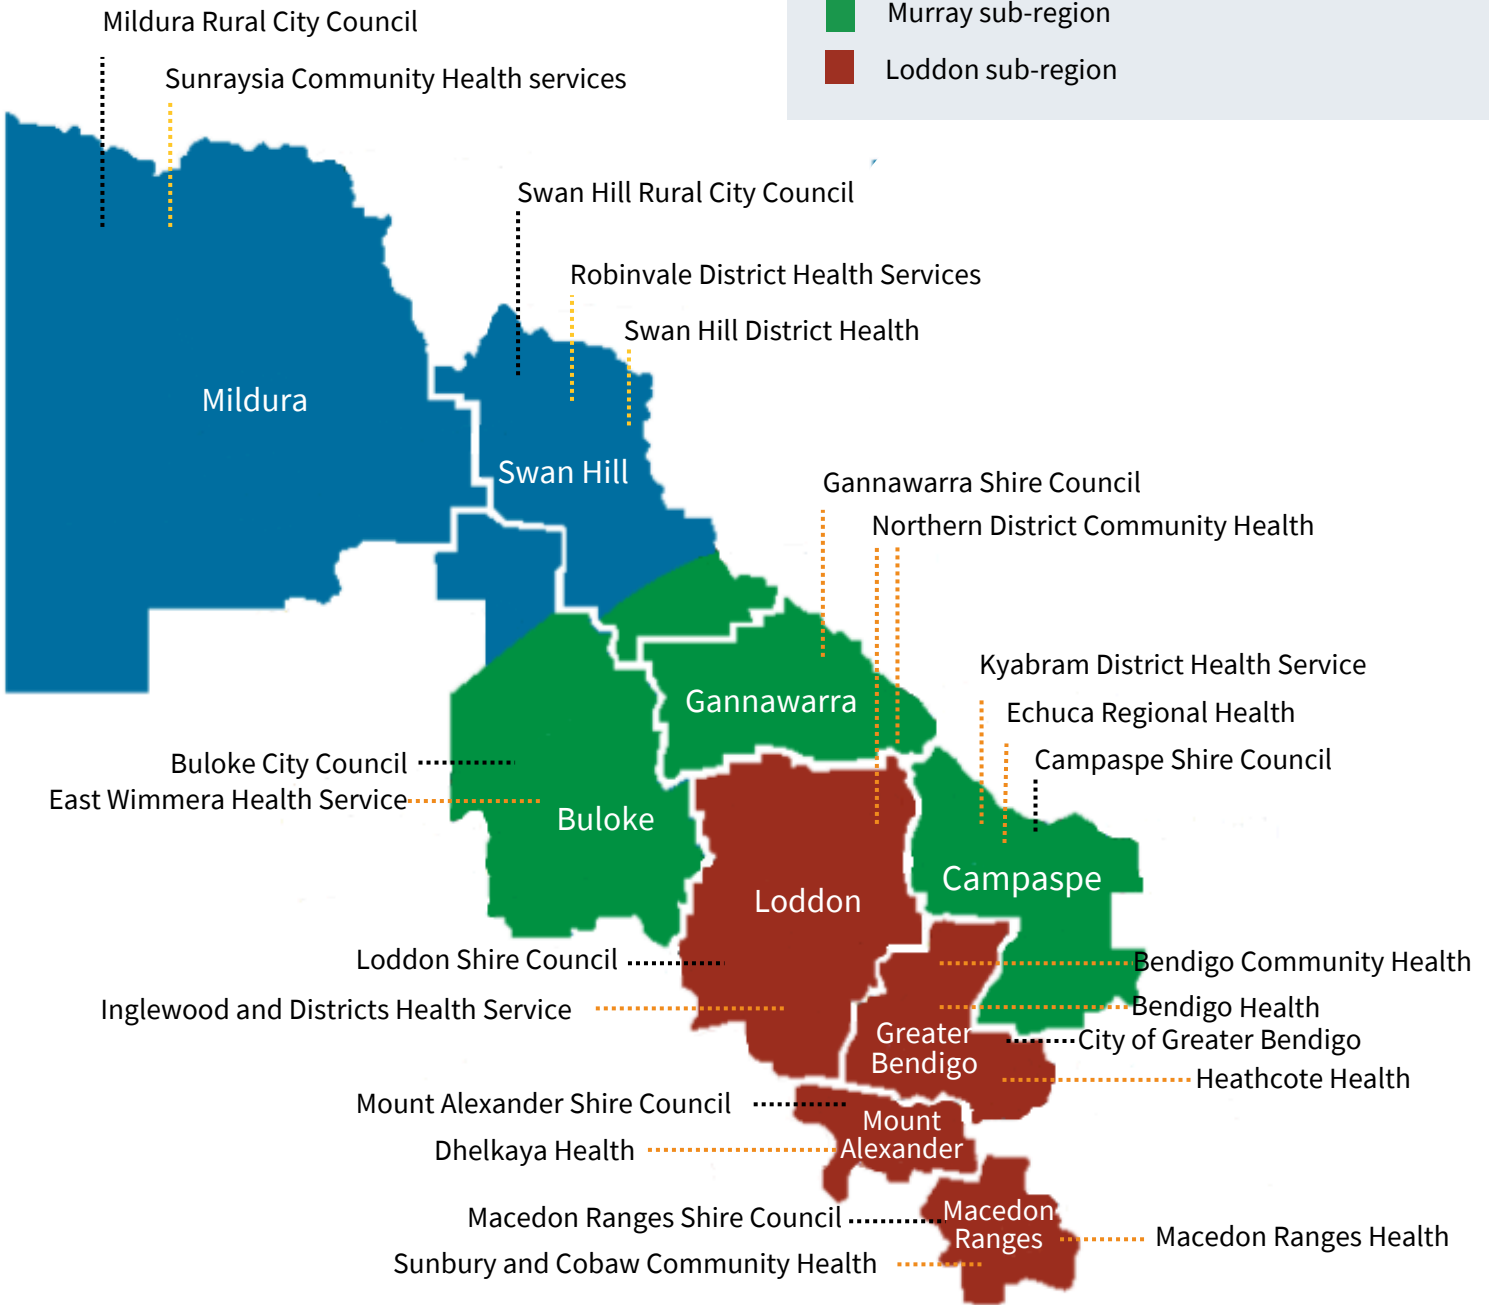 Murray sub-region
Mildura Rural City Council
Loddon sub-region
Sunraysia Community Health services
Swan Hill Rural City Council
Robinvale District Health Services
Swan Hill District Health
Mildura
Swan Hill
Gannawarra Shire Council
Northern District Community Health
Kyabram District Health Service
Gannawarra
Echuca Regional Health
Campaspe Shire Council
Buloke City Council
East Wimmera Health Service
Buloke
Campaspe
Loddon
Loddon Shire Council
Bendigo Community Health
Inglewood and Districts Health Service
Bendigo Health
Greater
Bendigo
City of Greater Bendigo
Heathcote Health
Mount Alexander Shire Council
Mount
Alexander
Dhelkaya Health
Macedon Ranges Shire Council
Macedon
Ranges
Macedon Ranges Health
Sunbury and Cobaw Community Health